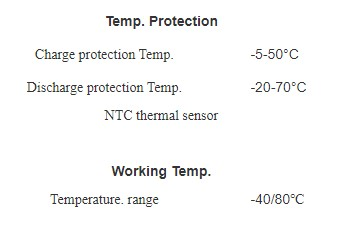 Temp. Protection
Charge protection Temp. -5-50°C
Discharge protection Temp. -20-70°C
NTC thermal sensor
Working Temp.
Temperature. range -40/80℃